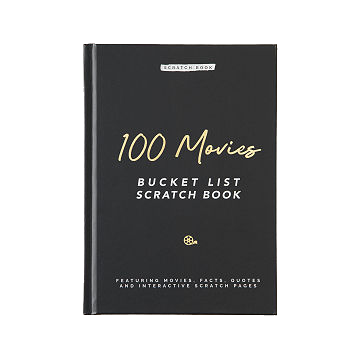 SCRATCH BOOK
100 Movies
BUCKET LIST
SCRATCH BOOK
FEATURING MOVIES, FACTS, QUOTES
AND INTERACTIVE SCRATCH PAGES